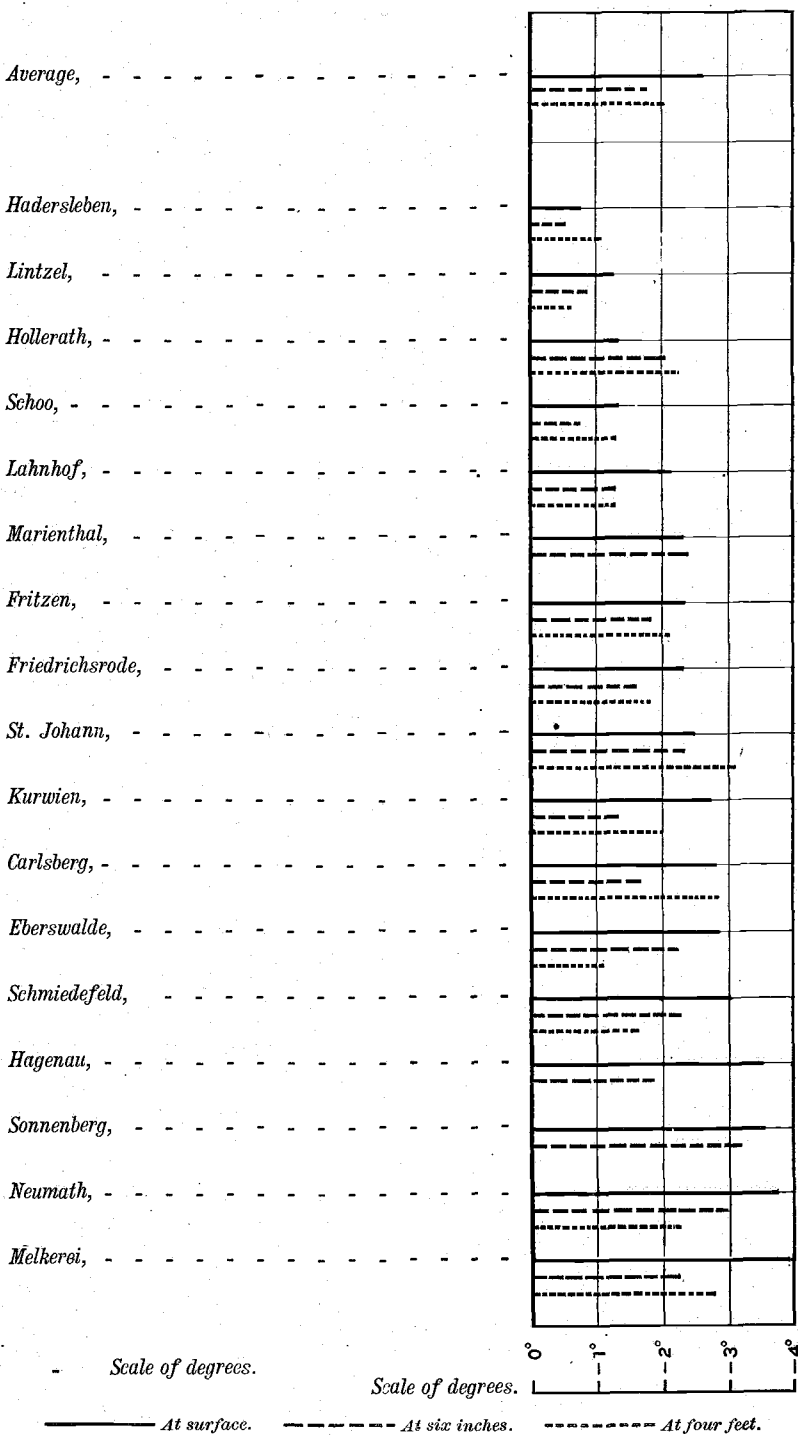 Average,
Hadersleben,
Lintzel,
Hollerath,
Schoo,
Lahnhof,
Marienthal,
Fritzen,
Friedrichsrode,
St. Johann,
Kurwien,
Carlsberg,
Eberswalde,
Schmiedefeld,
Hagenau,
Sonnenberg,
Neumath,
Melkerei,
0° 1° 2° 3° 4°
Scale of degrees.
Scale of degrees.
At surface. At six inches. At four feet.